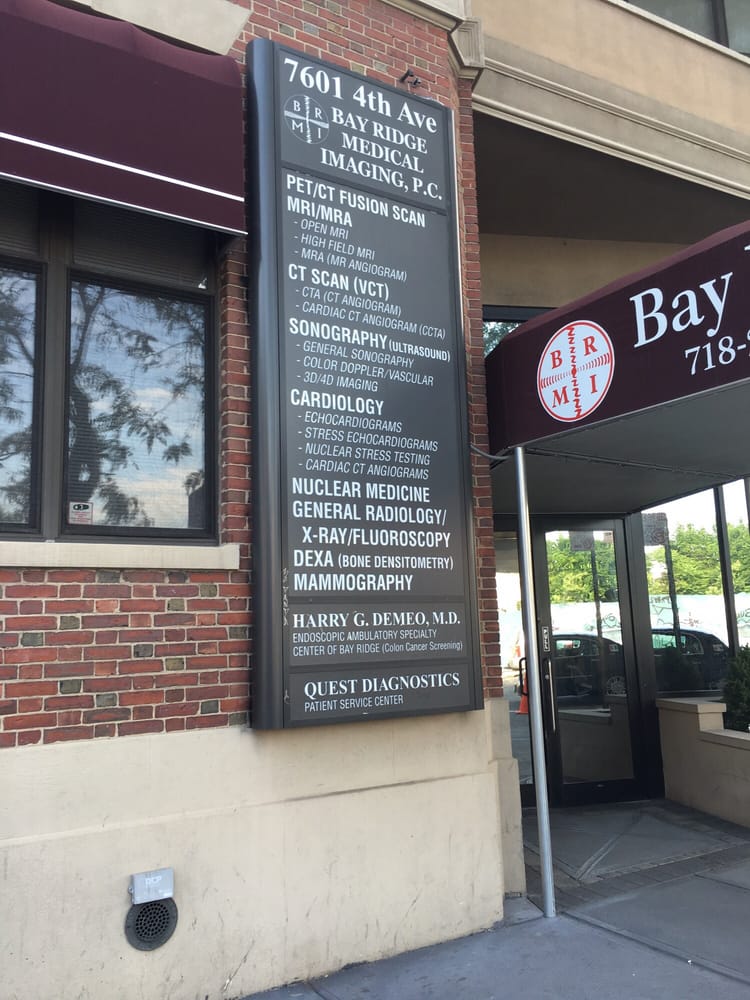 7601 4th Ave
B R
M I
BAY RIDGE
MEDICAL
IMAGING, P.C.
PET/CT FUSION SCAN
MRI/MRA
- OPEN MRI
- HIGH FIELD MRI
- MRA (MR ANGIOGRAM)
CT SCAN (VCT)
- CTA (CT ANGIOGRAM)
- CARDIAC CT ANGIOGRAM (CCTA)
SONOGRAPHY (ULTRASOUND)
- GENERAL SONOGRAPHY
- COLOR DOPPLER/VASCULAR
- 3D/4D IMAGING
CARDIOLOGY
- ECHOCARDIOGRAMS
- STRESS ECHOCARDIOGRAMS
- NUCLEAR STRESS TESTING
- CARDIAC CT ANGIOGRAMS
NUCLEAR MEDICINE
GENERAL RADIOLOGY/
X-RAY/FLUOROSCOPY
DEXA (BONE DENSITOMETRY)
MAMMOGRAPHY
HARRY G. DEMEO, M.D.
ENDOSCOPIC AMBULATORY SPECIALTY
CENTER OF BAY RIDGE (Colon Cancer Screening)
QUEST DIAGNOSTICS
PATIENT SERVICE CENTER
Bay
718-
B R
M I